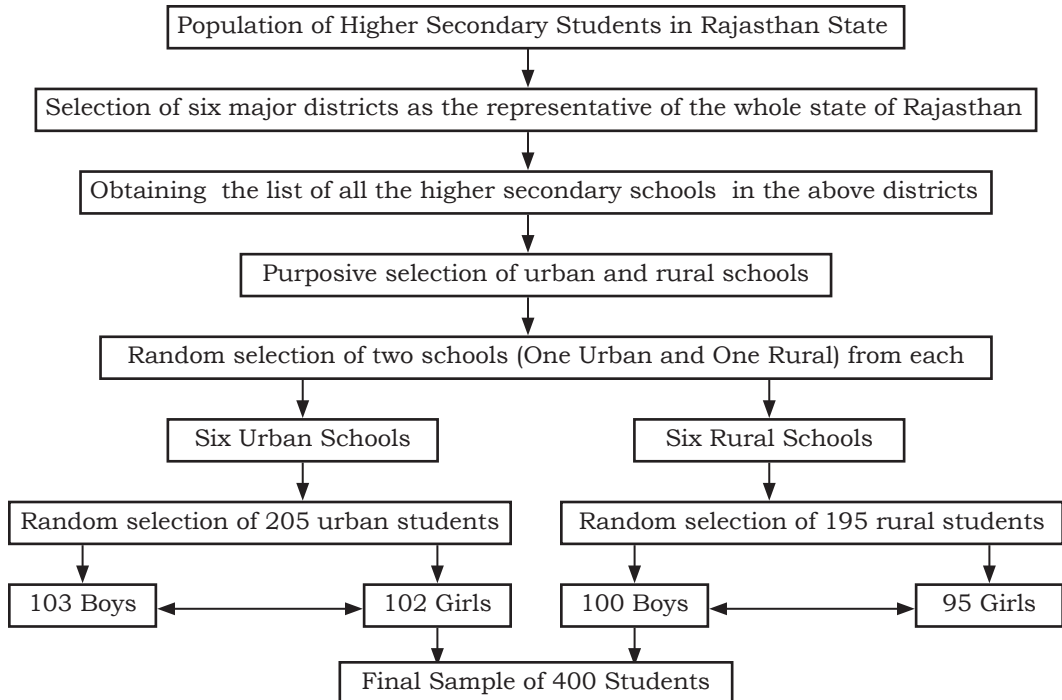 Population of Higher Secondary Students in Rajasthan State
Selection of six major districts as the representative of the whole state of Rajasthan
Obtaining the list of all the higher secondary schools in the above districts
Purposive selection of urban and rural schools
Random selection of two schools (One Urban and One Rural) from each
Six Urban Schools
Six Rural Schools
Random selection of 205 urban students
Random selection of 195 rural students
103 Boys
102 Girls
100 Boys
95 Girls
Final Sample of 400 Students